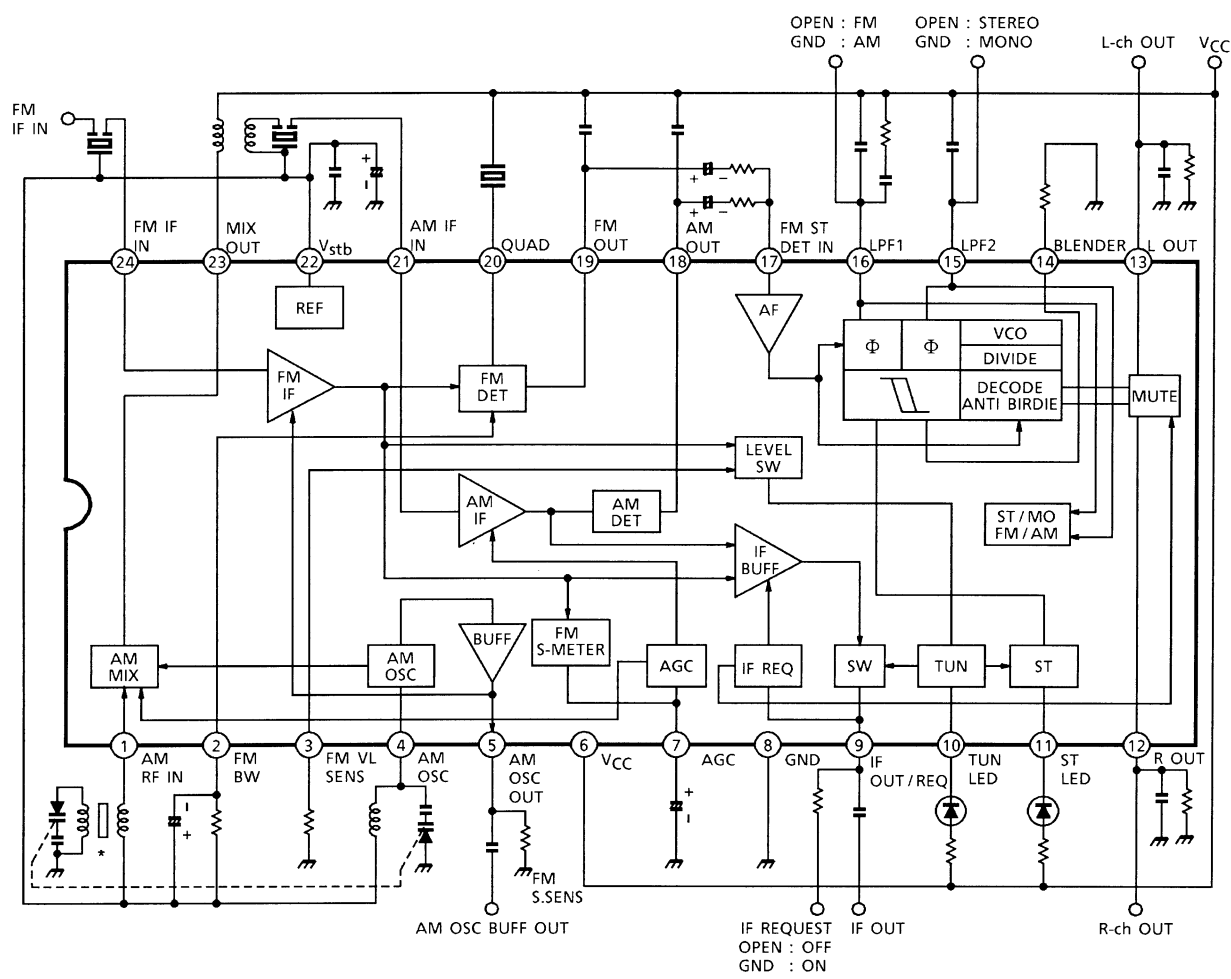 OPEN : FM
GND : AM
OPEN : STEREO
GND : MONO
L-ch OUT
VCC
FM
IF IN
+
-
+
-
+
-
FM IF
IN
MIX
OUT
Vstb
AM IF
IN
QUAD
FM
OUT
AM
OUT
FM ST
DET IN
LPF1
LPF2
BLENDER
L OUT
24
23
22
21
20
19
18
17
16
15
14
13
REF
AF
Φ
Φ
VCO
DIVIDE
DECODE
ANTI BIRDIE
MUTE
FM
IF
FM
DET
LEVEL
SW
AM
IF
AM
DET
IF
BUFF
ST / MO
FM / AM
AM
MIX
AM
OSC
BUFF
FM
S-METER
AGC
IF REQ
SW
TUN
ST
1
2
3
4
5
6
7
8
9
10
11
12
AM
RF IN
FM
BW
FM VL
SENS
AM
OSC
AM
OSC
OUT
VCC
AGC
GND
IF
OUT / REQ
TUN
LED
ST
LED
R OUT
*
-
+
+
-
FM
S.SENS
AM OSC BUFF OUT
IF REQUEST
OPEN : OFF
GND : ON
IF OUT
R-ch OUT